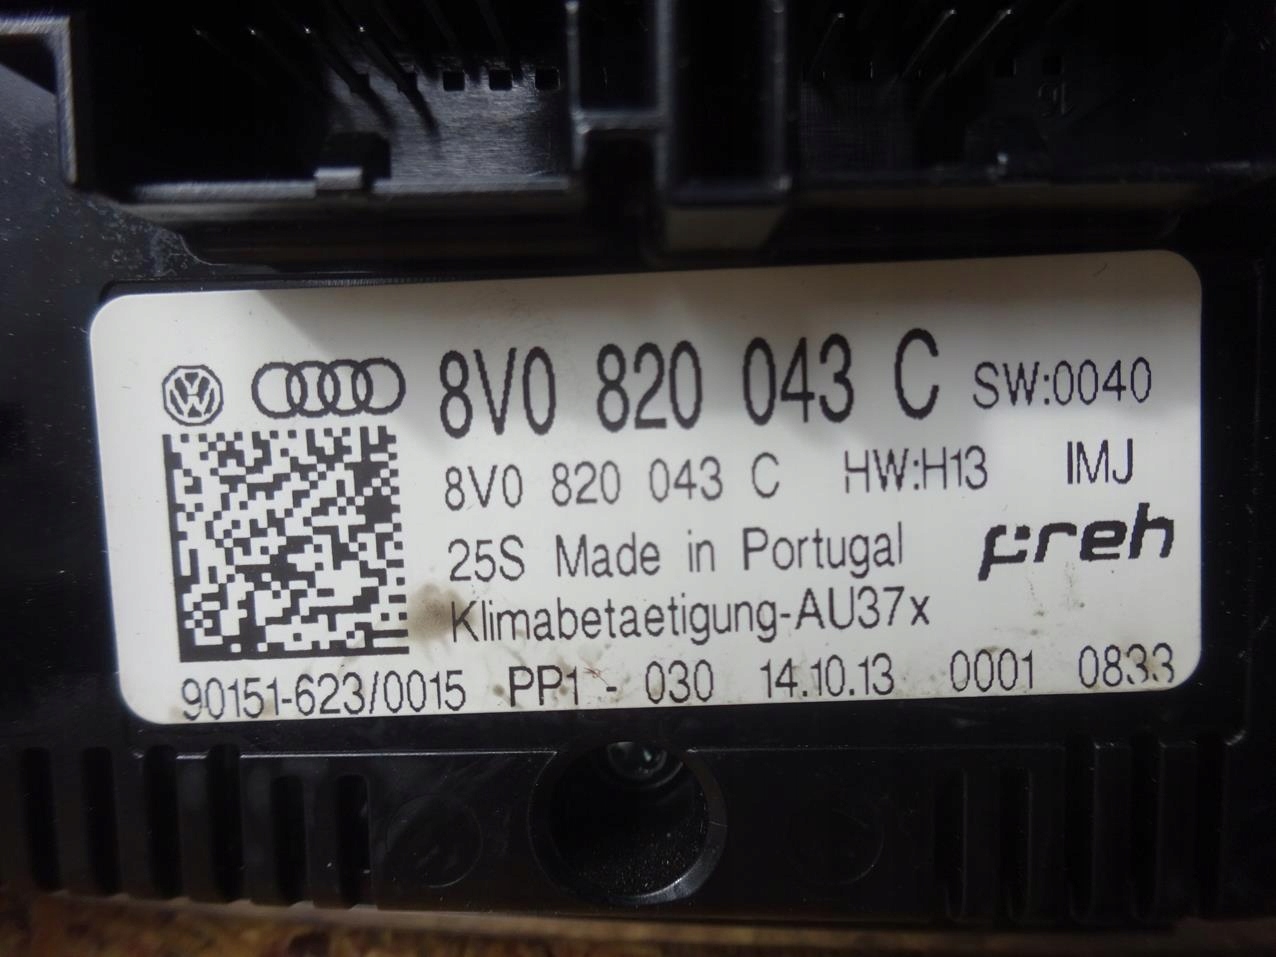 8V0 820 043 C SW:0040
8V0 820 043 C HW:H13 IMJ
25S Made in Portugal preh
Klimabetaetigung-AU37x
90151-623/0015 PP1 - 030 14.10.13 0001 0833